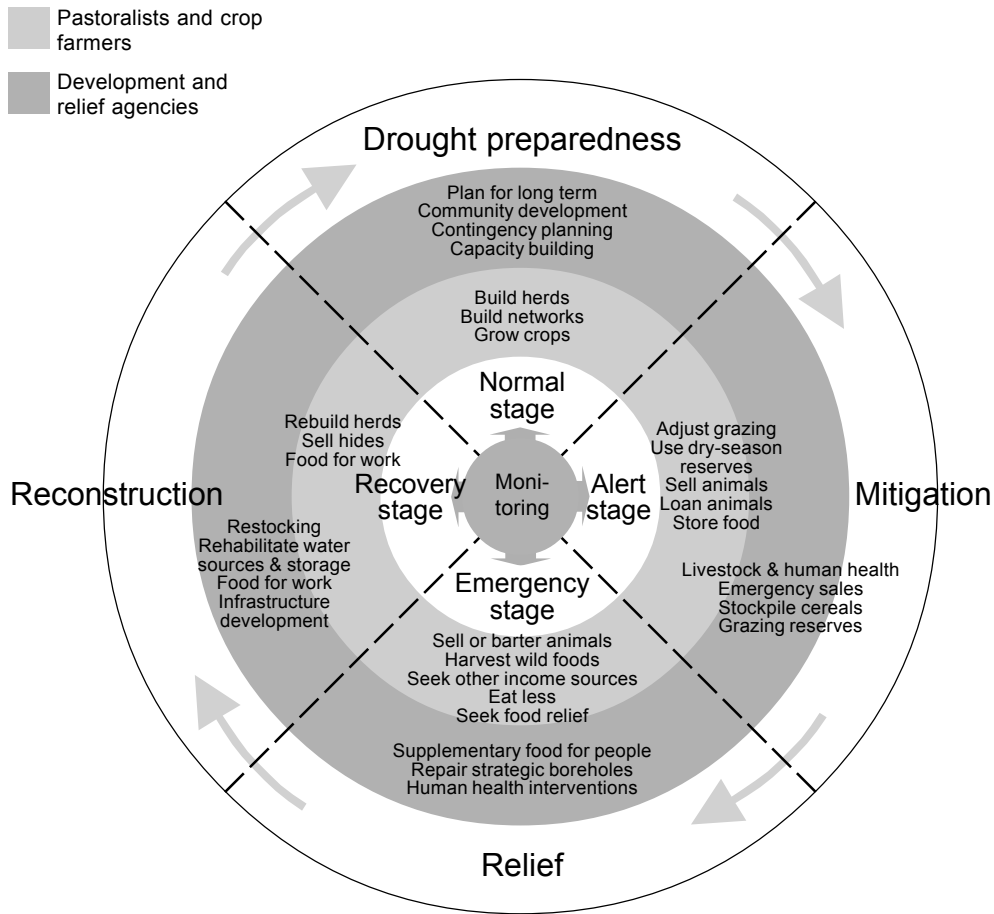 Pastoralists and crop
farmers
Development and
relief agencies
Drought preparedness
Plan for long term
Community development
Contingency planning
Capacity building
Build herds
Build networks
Grow crops
Normal
stage
Rebuild herds
Sell hides
Food for work
Adjust grazing
Use dry-season
reserves
Sell animals
Loan animals
Store food
Reconstruction
Recovery
stage
Moni-
toring
Alert
stage
Mitigation
Restocking
Rehabilitate water
sources & storage
Food for work
Infrastructure
development
Livestock & human health
Emergency sales
Stockpile cereals
Grazing reserves
Emergency
stage
Sell or barter animals
Harvest wild foods
Seek other income sources
Eat less
Seek food relief
Supplementary food for people
Repair strategic boreholes
Human health interventions
Relief